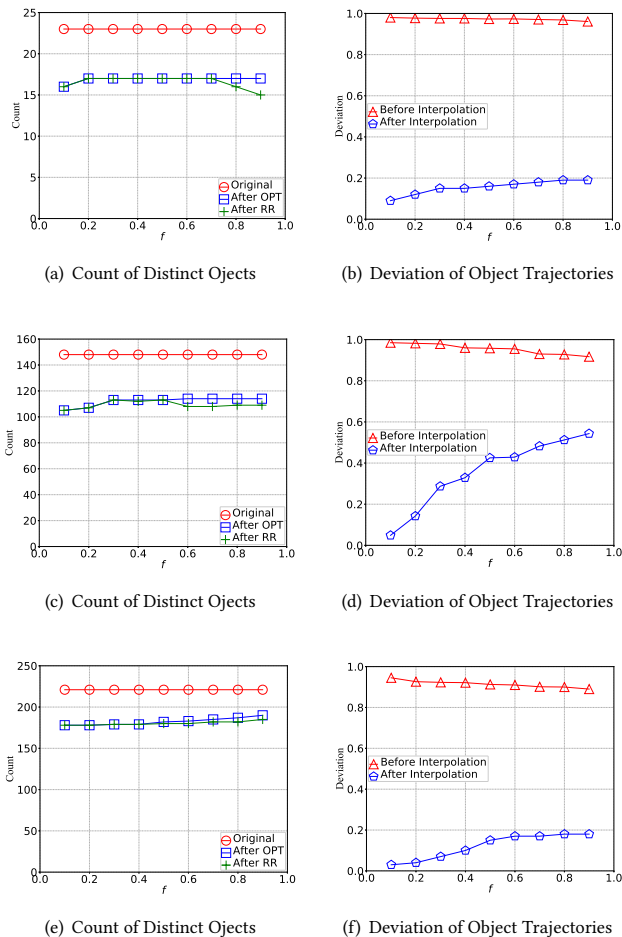 25
20
15
10
5
0
Count
Original
After OPT
After RR
0.0 0.2 0.4 0.6 0.8 1.0
f
(a) Count of Distinct Ojects
1.0
0.8
0.6
0.4
0.2
0.0
Deviation
Before Interpolation
After Interpolation
0.0 0.2 0.4 0.6 0.8 1.0
f
(b) Deviation of Object Trajectories
160
140
120
100
80
60
40
20
0
Count
Original
After OPT
After RR
0.0 0.2 0.4 0.6 0.8 1.0
f
(c) Count of Distinct Ojects
1.0
0.8
0.6
0.4
0.2
0.0
Deviation
Before Interpolation
After Interpolation
0.0 0.2 0.4 0.6 0.8 1.0
f
(d) Deviation of Object Trajectories
250
200
150
100
50
0
Count
Original
After OPT
After RR
0.0 0.2 0.4 0.6 0.8 1.0
f
(e) Count of Distinct Ojects
1.0
0.8
0.6
0.4
0.2
0.0
Deviation
Before Interpolation
After Interpolation
0.0 0.2 0.4 0.6 0.8 1.0
f
(f) Deviation of Object Trajectories